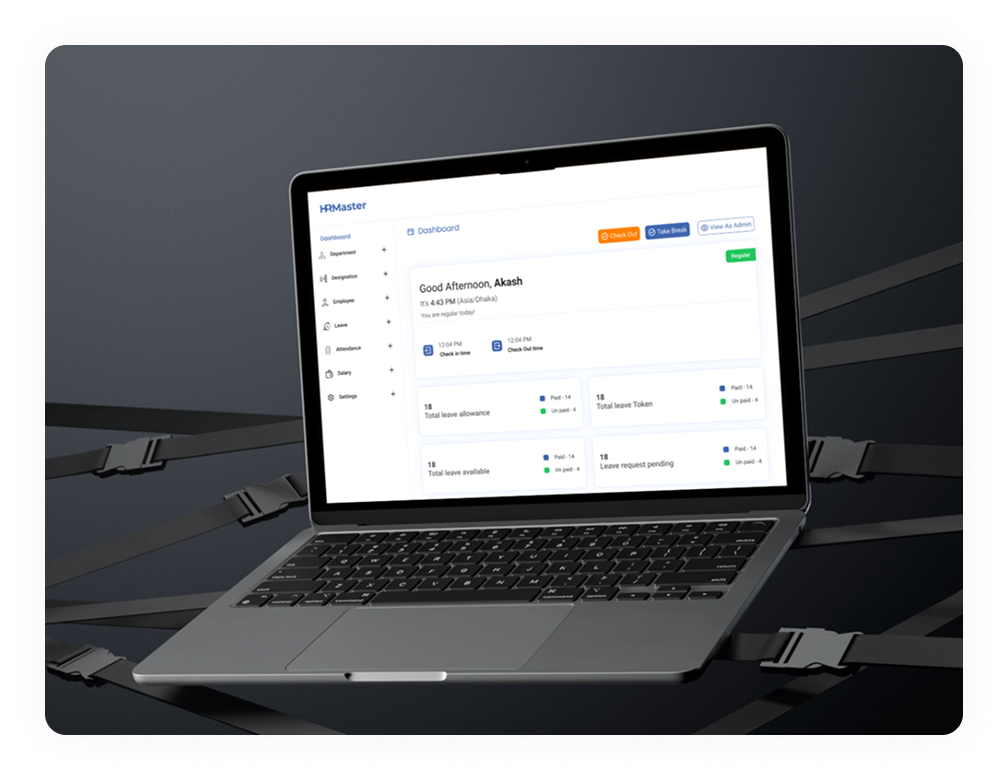 HRMaster
Dashboard
Department +
Designation +
Employee +
Leave +
Attendance +
Salary +
Settings +
Dashboard
Check Out
Take Break
View As Admin
Regular
Good Afternoon, Akash
It's 4:43 PM (Asia/Dhaka)
You are regular today!
12:04 PM
Check in time
12:04 PM
Check Out time
18
Total leave allowance
Paid - 14
Un paid - 4
18
Total leave Token
Paid - 14
Un paid - 4
18
Total leave available
Paid - 14
Un paid - 4
18
Leave request pending
Paid - 14
Un paid - 4